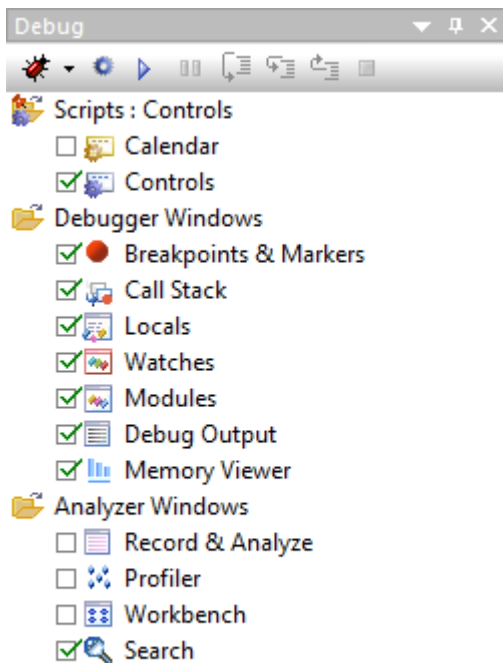 Debug
Scripts : Controls
Calendar
Controls
Debugger Windows
Breakpoints & Markers
Call Stack
Locals
Watches
Modules
Debug Output
Memory Viewer
Analyzer Windows
Record & Analyze
Profiler
Workbench
Search